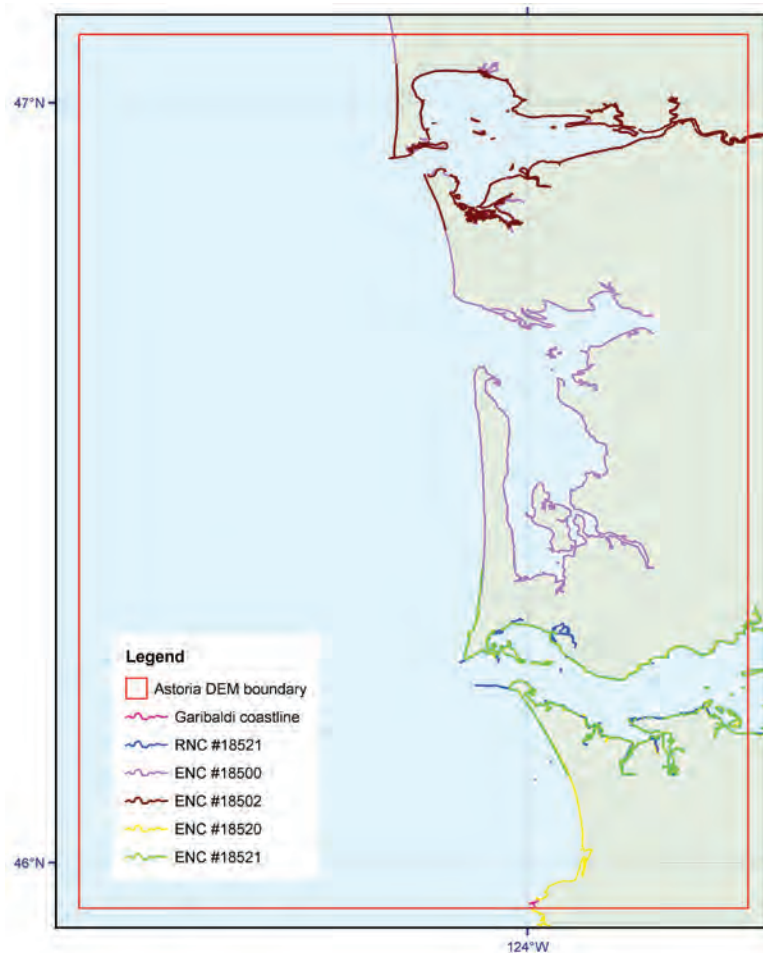 47°N
Legend
Astoria DEM boundary
Garibaldi coastline
RNC #18521
ENC #18500
ENC #18502
ENC #18520
ENC #18521
46°N
124°W